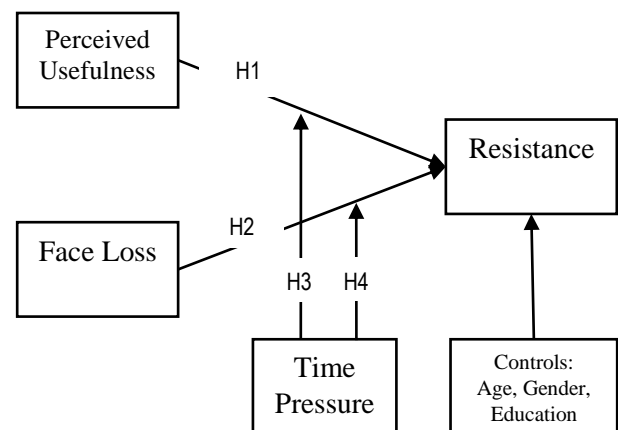 Perceived
Usefulness
H1
Resistance
Face Loss
H2
H3
H4
Time
Pressure
Controls:
Age, Gender,
Education